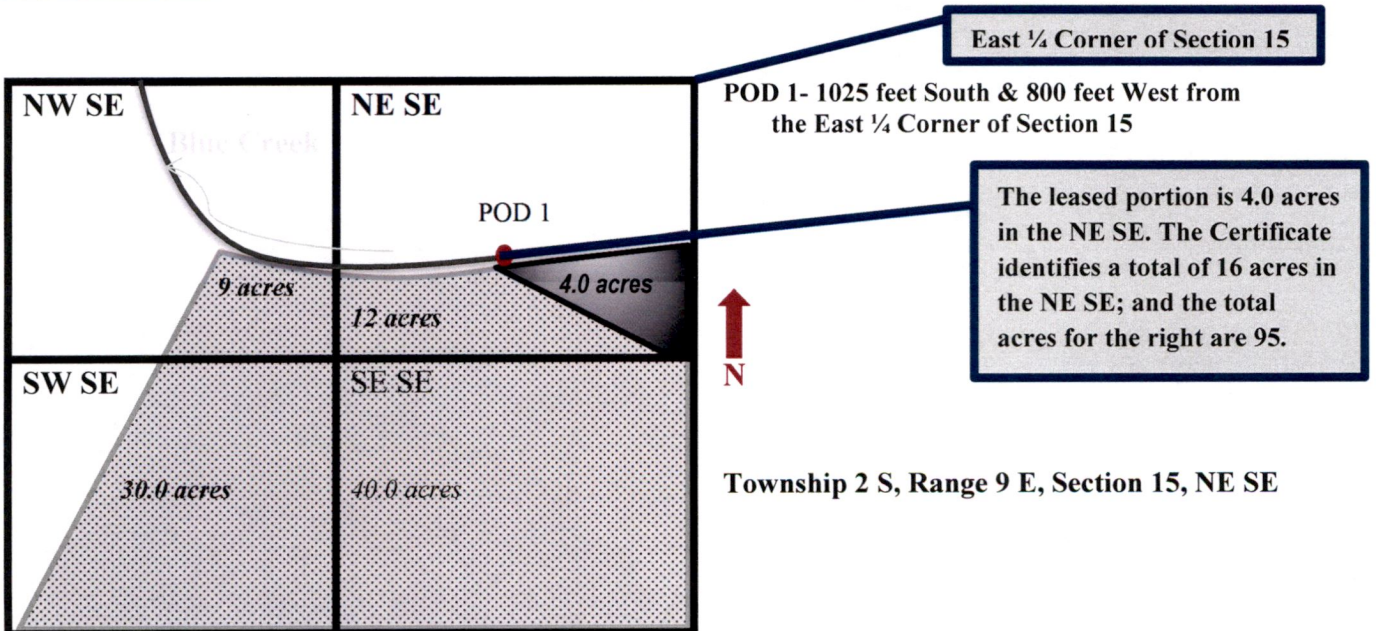 East ¼ Corner of Section 15
NW SE
NE SE
POD 1- 1025 feet South & 800 feet West from
the East ¼ Corner of Section 15
Blue Creek
POD 1
The leased portion is 4.0 acres
in the NE SE. The Certificate
identifies a total of 16 acres in
the NE SE; and the total
acres for the right are 95.
9 acres
4.0 acres
12 acres
N
SW SE
SE SE
30.0 acres
40.0 acres
Township 2 S, Range 9 E, Section 15, NE SE